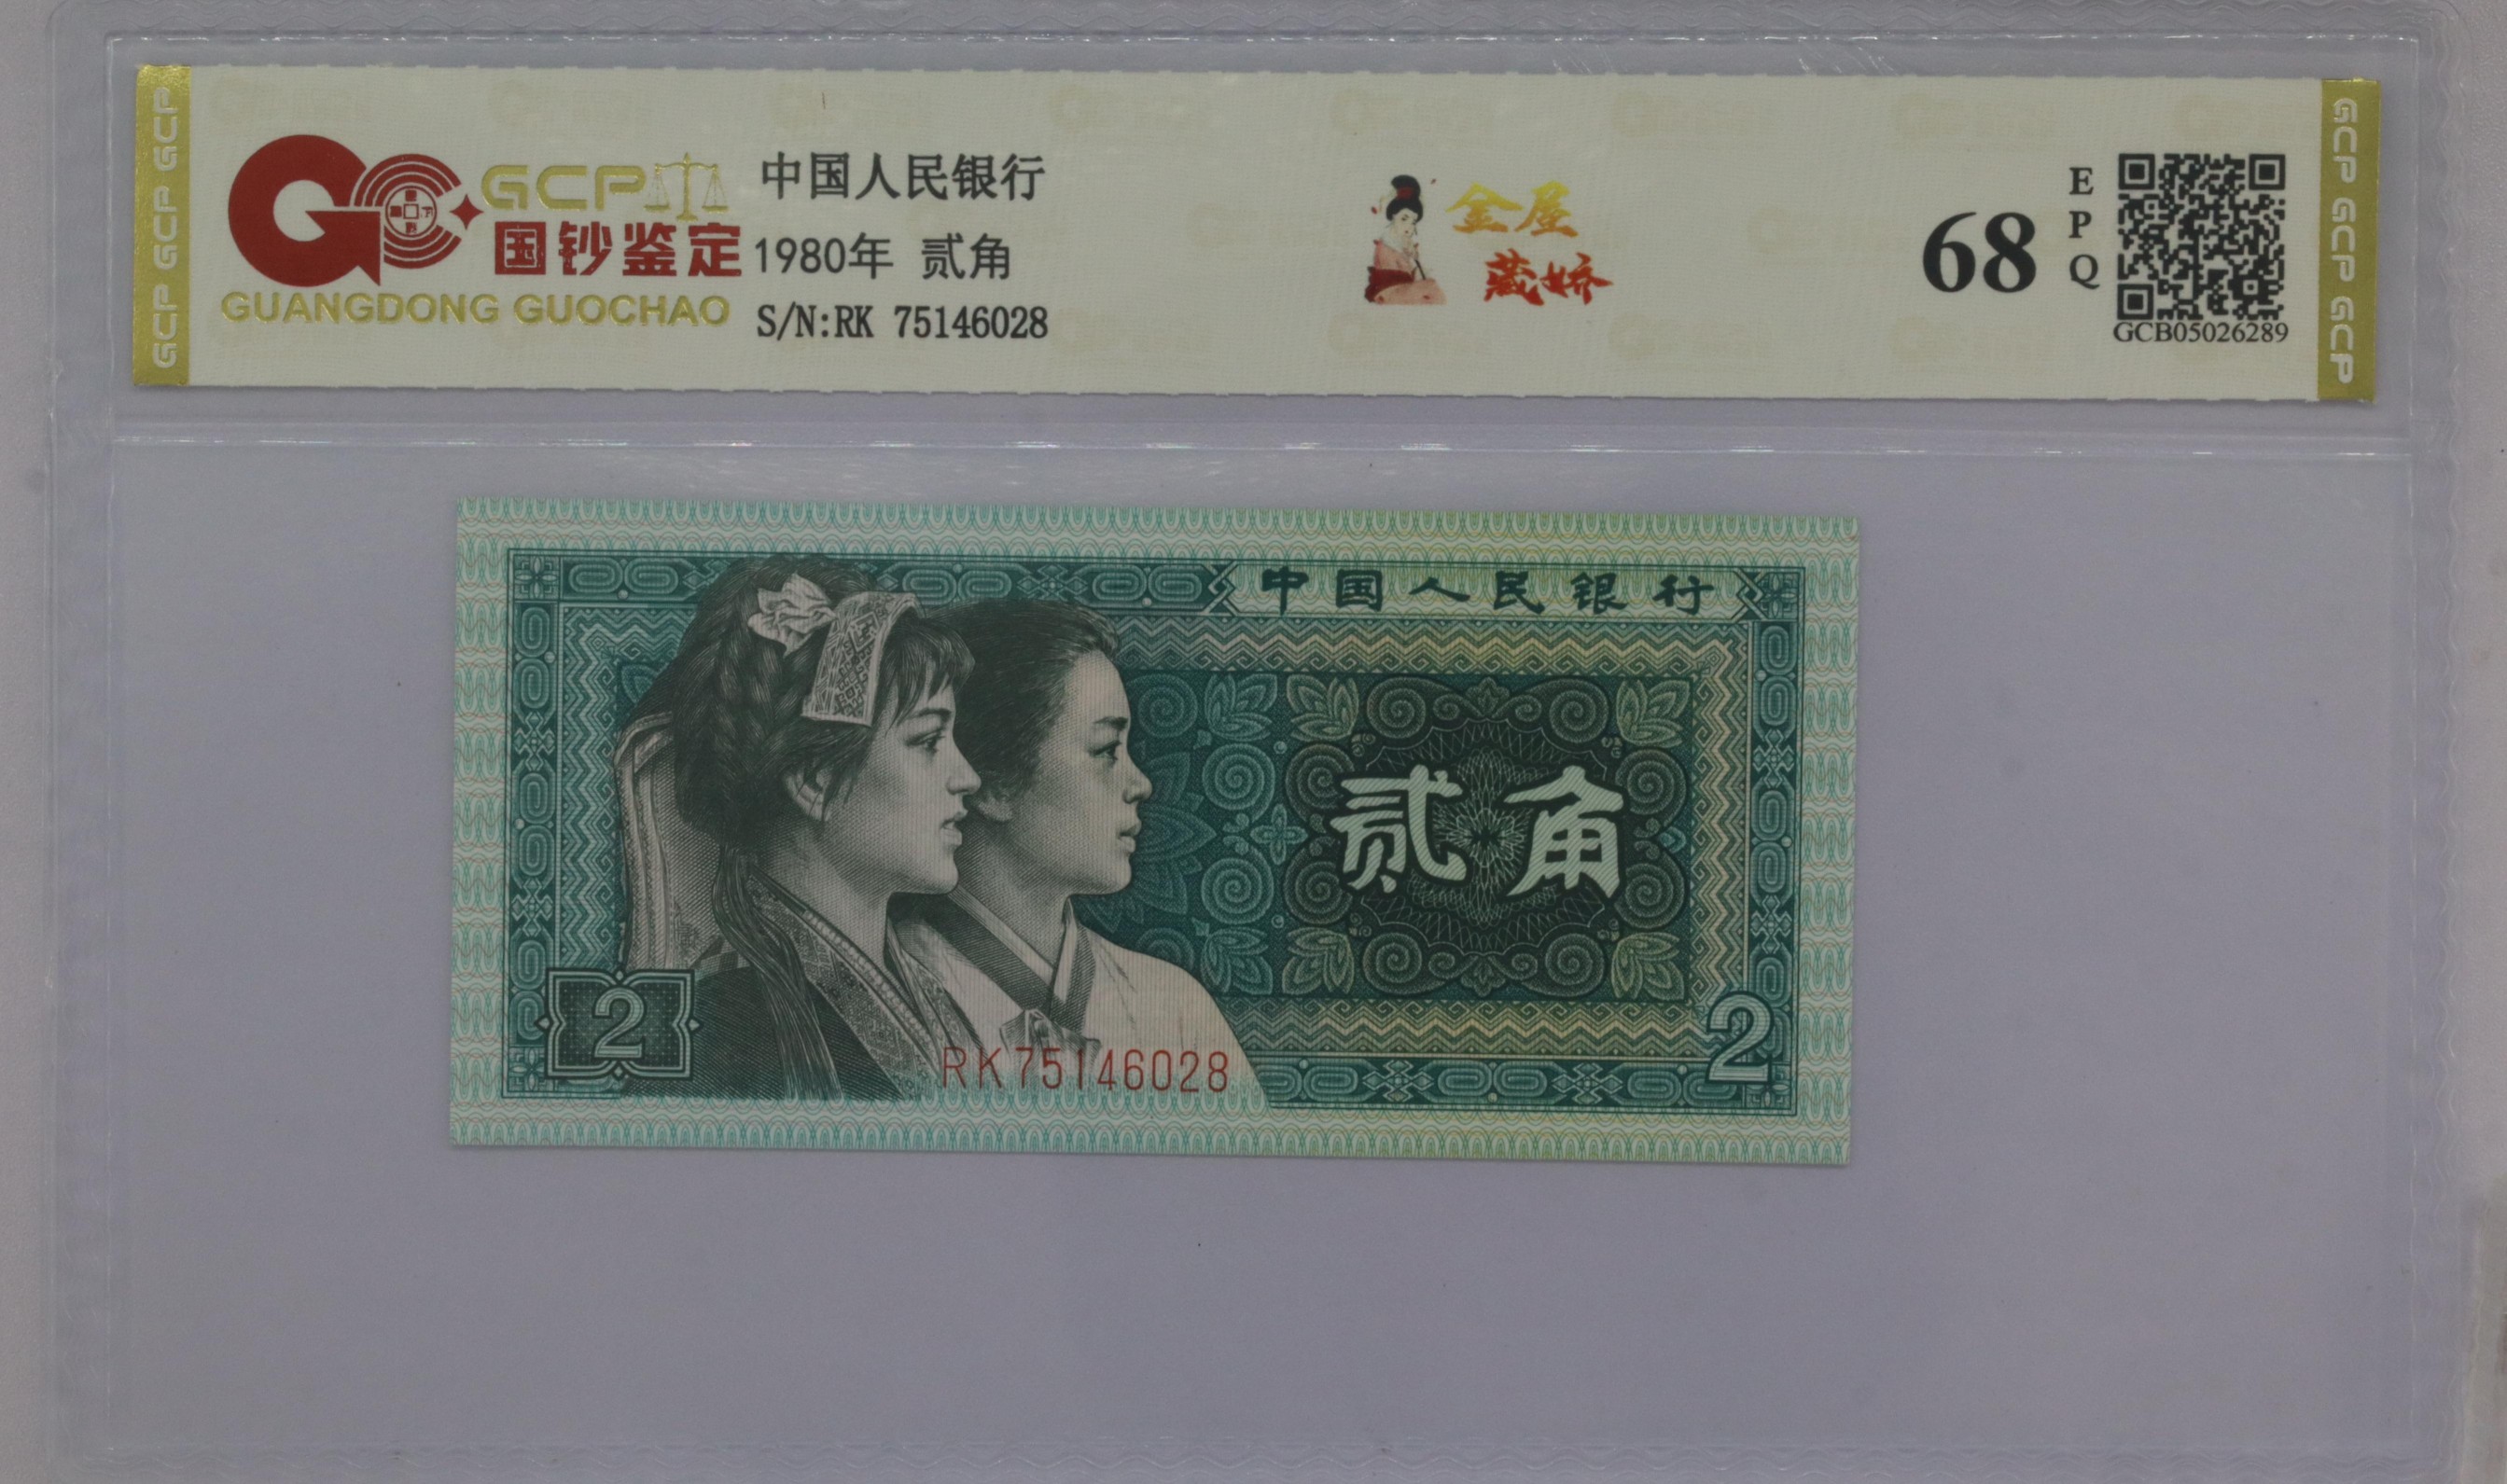 GCP GCP GCP
GCP
国钞鉴定
GUANGDONG GUOCHAO
中国人民银行
1980年 贰角
S/N:RK 75146028
金屋
藏娇
68
EPQ
GCB05026289
GCP GCP GCP
中国人民银行
贰角
2
2
RK75146028